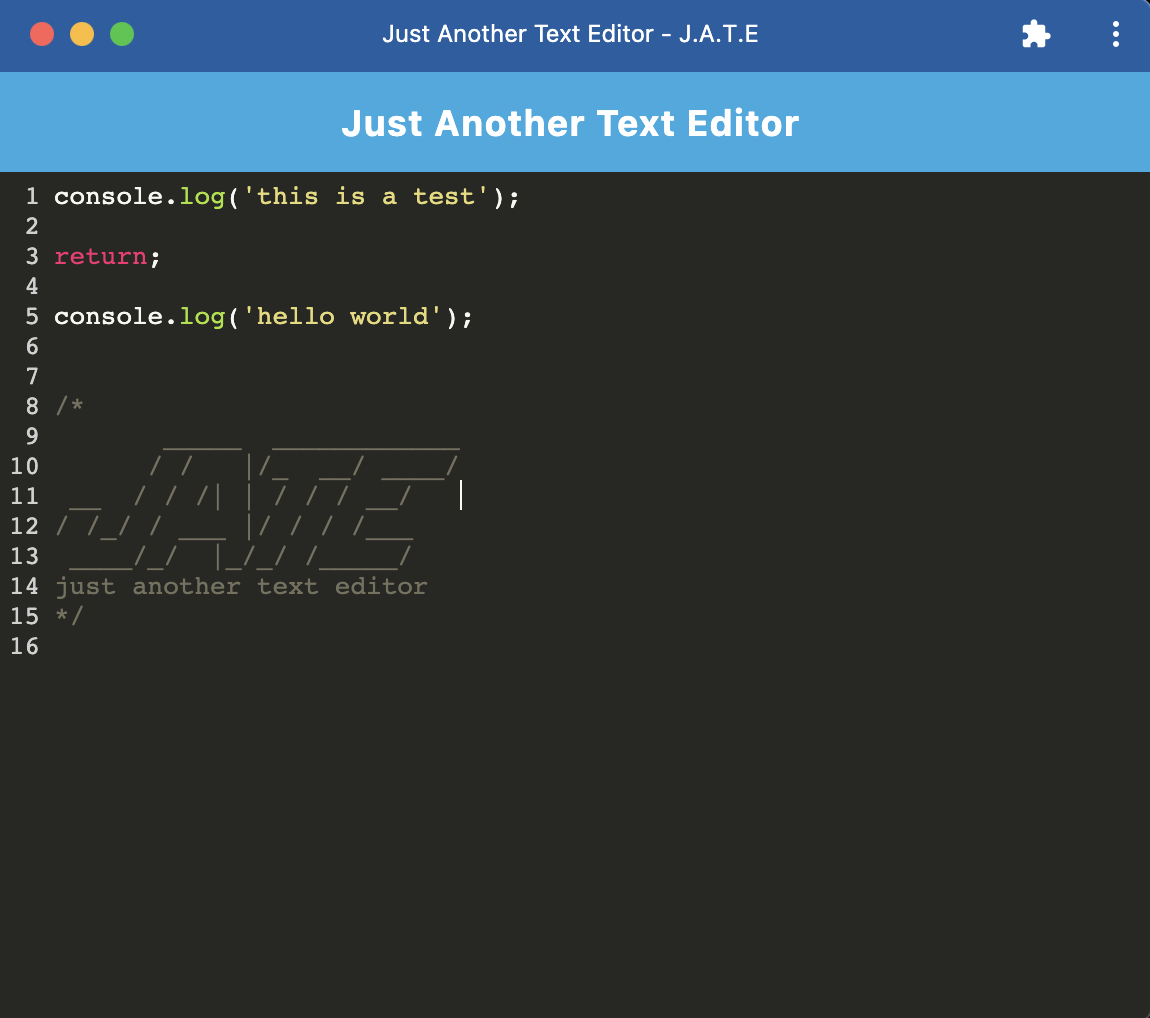 Just Another Text Editor – J.A.T.E
Just Another Text Editor
1 console.log('this is a test');
2
3 return;
4
5 console.log('hello world');
6
7
8 /*
9        ______  ____________
10       / /   |/_  __/ ____/
11  __  / / /| | / / / __/
12 / /_/ / ___ |/ / / /___
13  ____/_/  |_/_/ /_____/
14 just another text editor
15 */
16